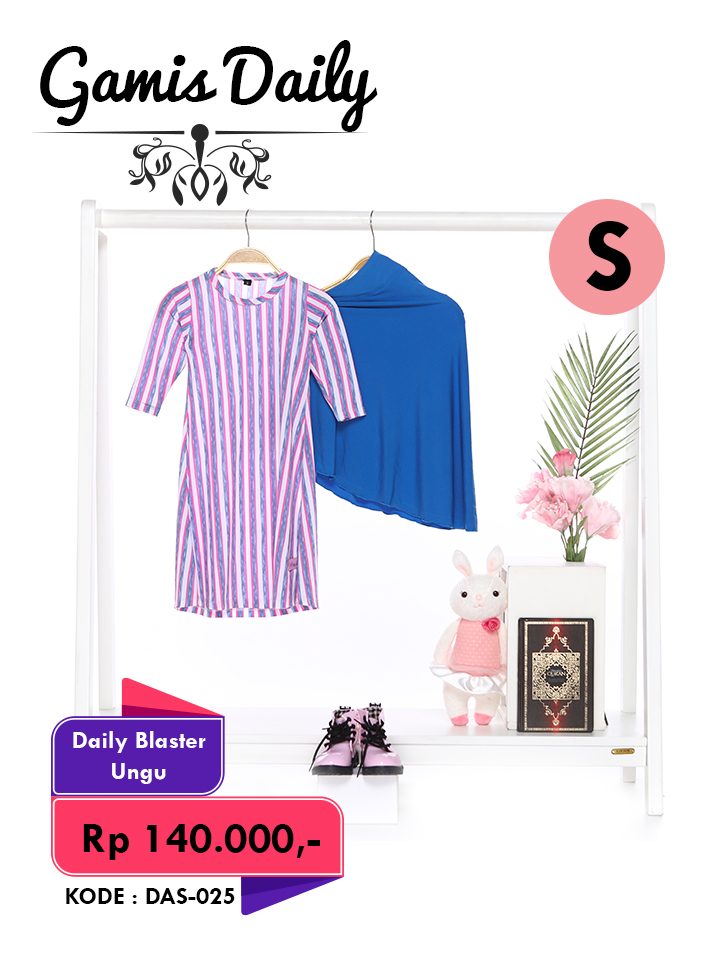 Gamis Daily
S
Daily Blaster
Ungu
Rp 140.000,-
KODE : DAS-025